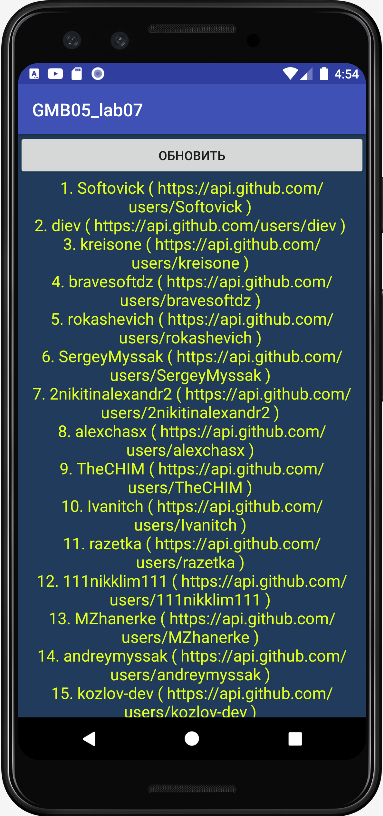 4:54
GMB05_lab07
ОБНОВИТЬ
1. Softovick ( https://api.github.com/
users/Softovick )
2. diev ( https://api.github.com/users/diev )
3. kreisone ( https://api.github.com/
users/kreisone )
4. bravesoftdz ( https://api.github.com/
users/bravesoftdz )
5. rokashevich ( https://api.github.com/
users/rokashevich )
6. SergeyMyssak ( https://api.github.com/
users/SergeyMyssak )
7. 2nikitinalexandr2 ( https://api.github.com/
users/2nikitinalexandr2 )
8. alexchasx ( https://api.github.com/
users/alexchasx )
9. TheCHIM ( https://api.github.com/
users/TheCHIM )
10. Ivanitch ( https://api.github.com/
users/Ivanitch )
11. razetka ( https://api.github.com/
users/razetka )
12. 111nikklim111 ( https://api.github.com/
users/111nikklim111 )
13. MZhanerke ( https://api.github.com/
users/MZhanerke )
14. andreymyssak ( https://api.github.com/
users/andreymyssak )
15. kozlov-dev ( https://api.github.com/
users/kozlov-dev )